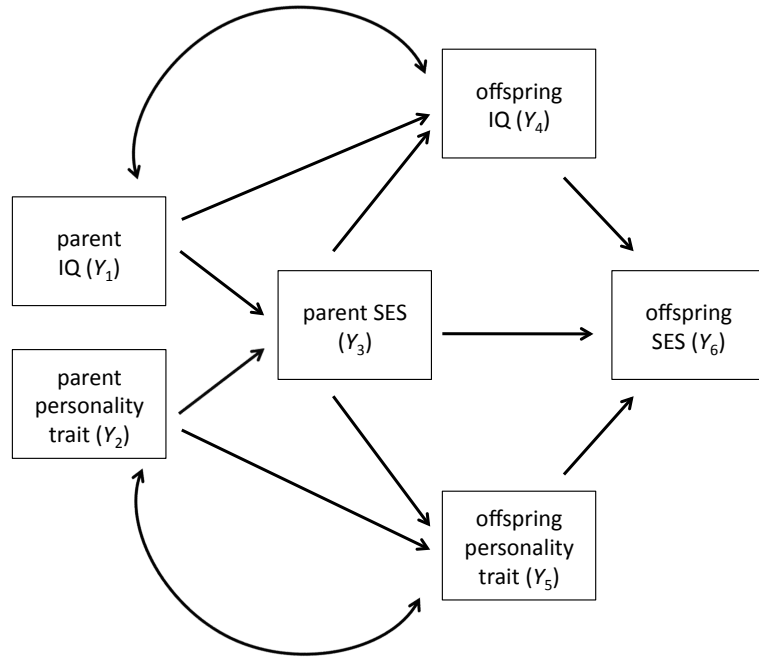 offspring
IQ (Y4)
parent
IQ (Y1)
parent SES
(Y3)
offspring
SES (Y6)
parent
personality
trait (Y2)
offspring
personality
trait (Y5)